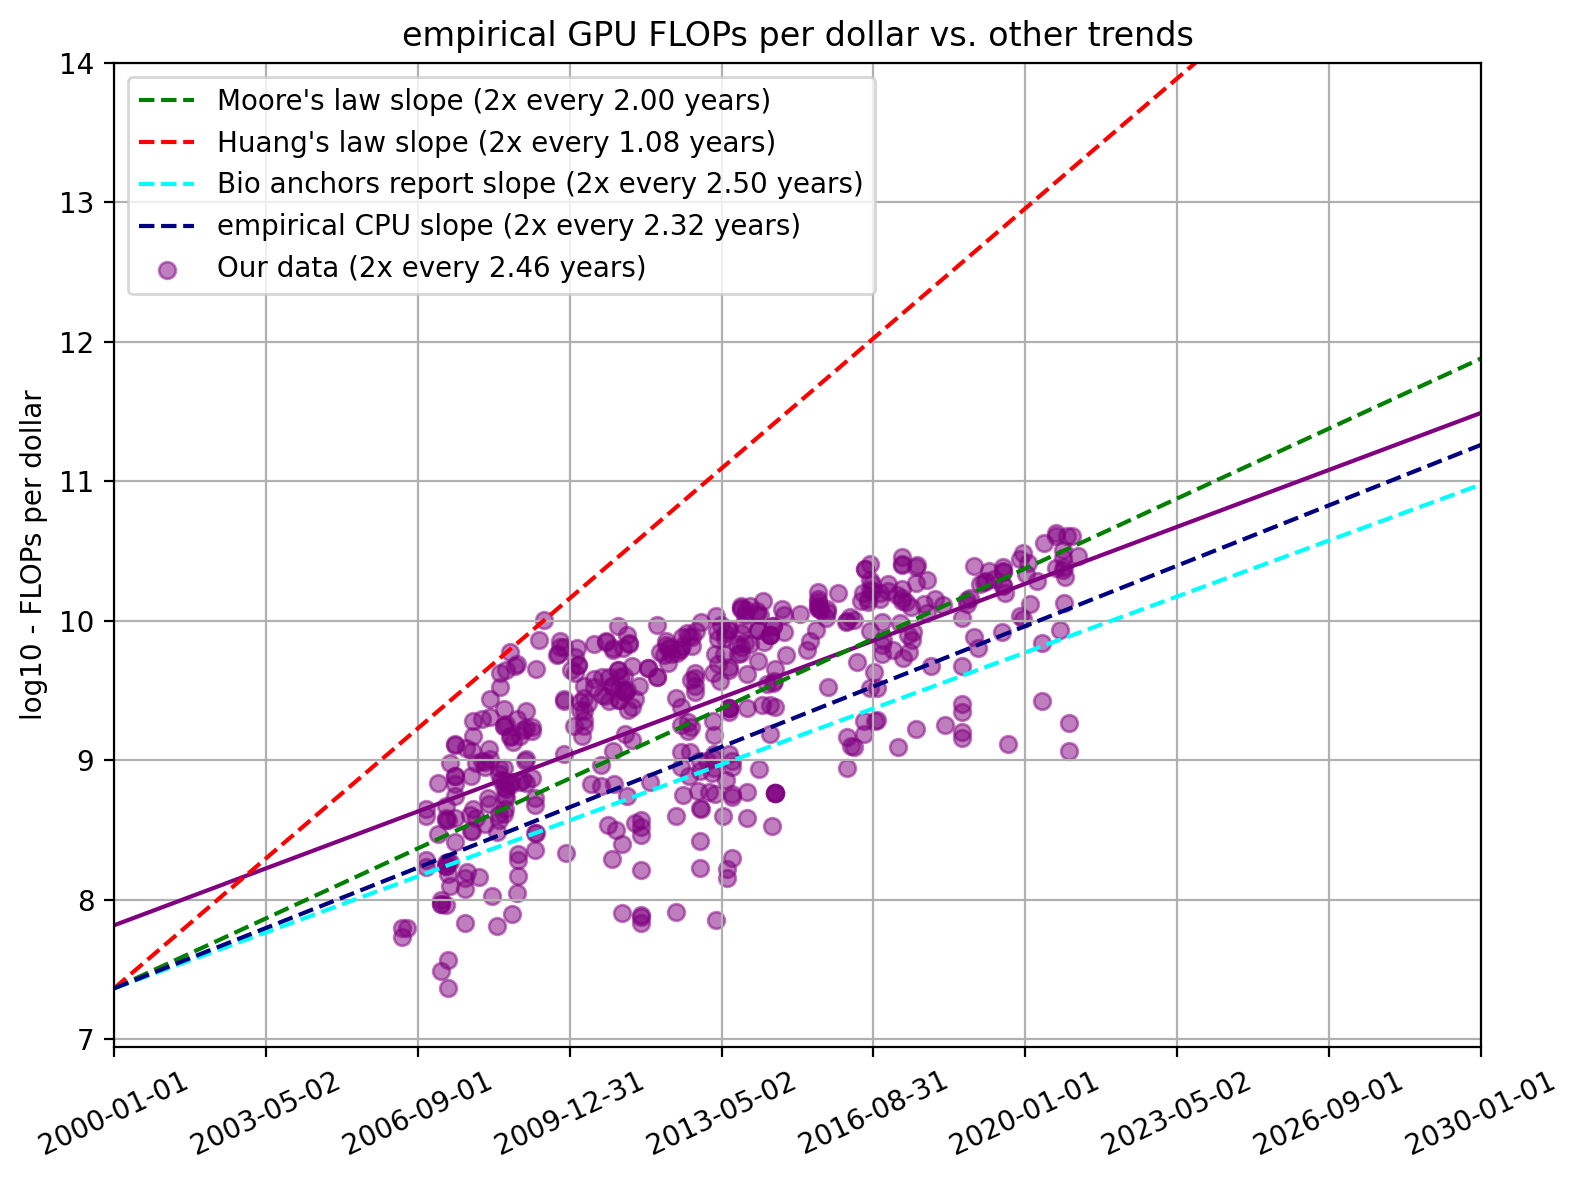 empirical GPU FLOPs per dollar vs. other trends
14
13
12
11
10
9
8
7
log10 - FLOPs per dollar
Moore's law slope (2x every 2.00 years)
Huang's law slope (2x every 1.08 years)
Bio anchors report slope (2x every 2.50 years)
empirical CPU slope (2x every 2.32 years)
Our data (2x every 2.46 years)
2000-01-01
2003-05-02
2006-09-01
2009-12-31
2013-05-02
2016-08-31
2020-01-01
2023-05-02
2026-09-01
2030-01-01